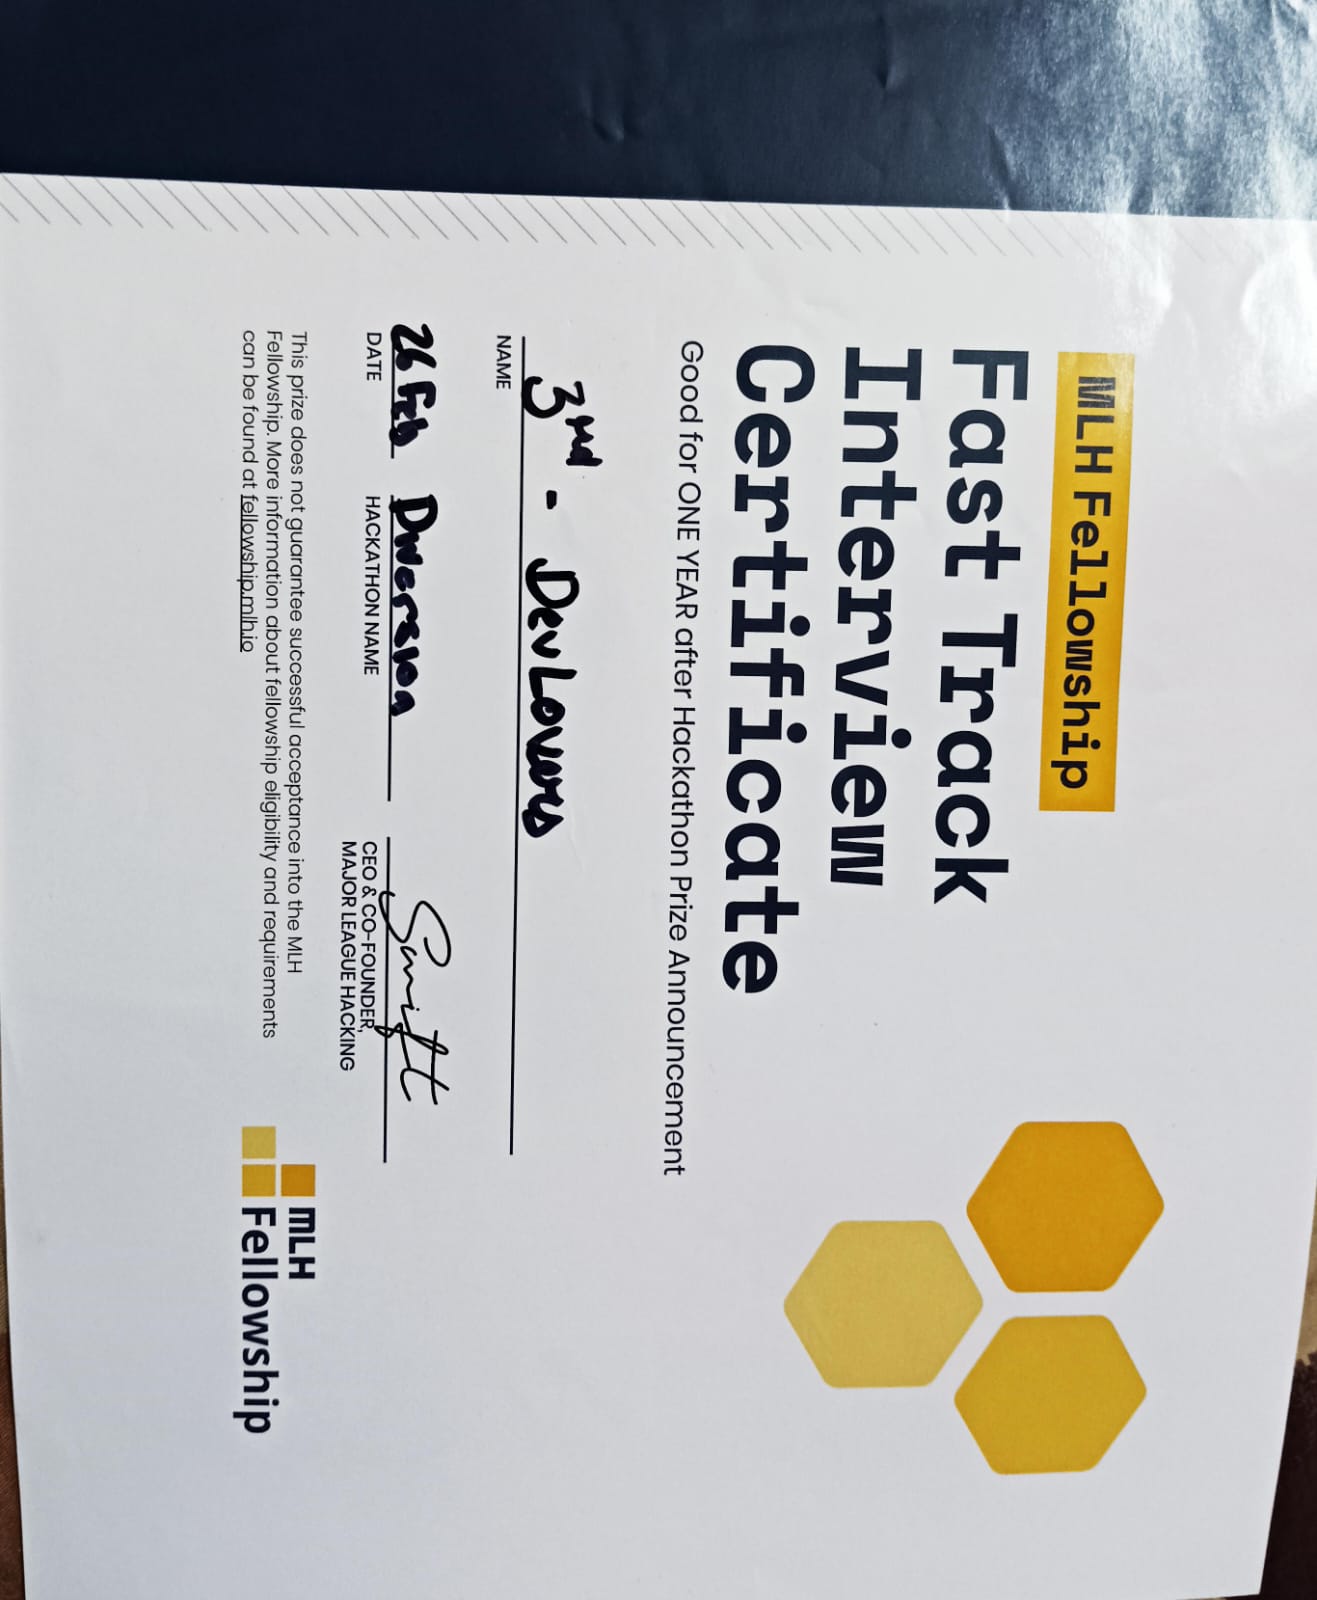 MLH Fellowship
Fast Track
Interview
Certificate
Good for ONE YEAR after Hackathon Prize Announcement
3rd - DevLovers
NAME
26 Feb Dversion
DATE HACKATHON NAME CEO & CO-FOUNDER,
MAJOR LEAGUE HACKING
This prize does not guarantee successful acceptance into the MLH
Fellowship. More information about fellowship eligibility and requirements
can be found at fellowship.mlh.io
MLH
Fellowship